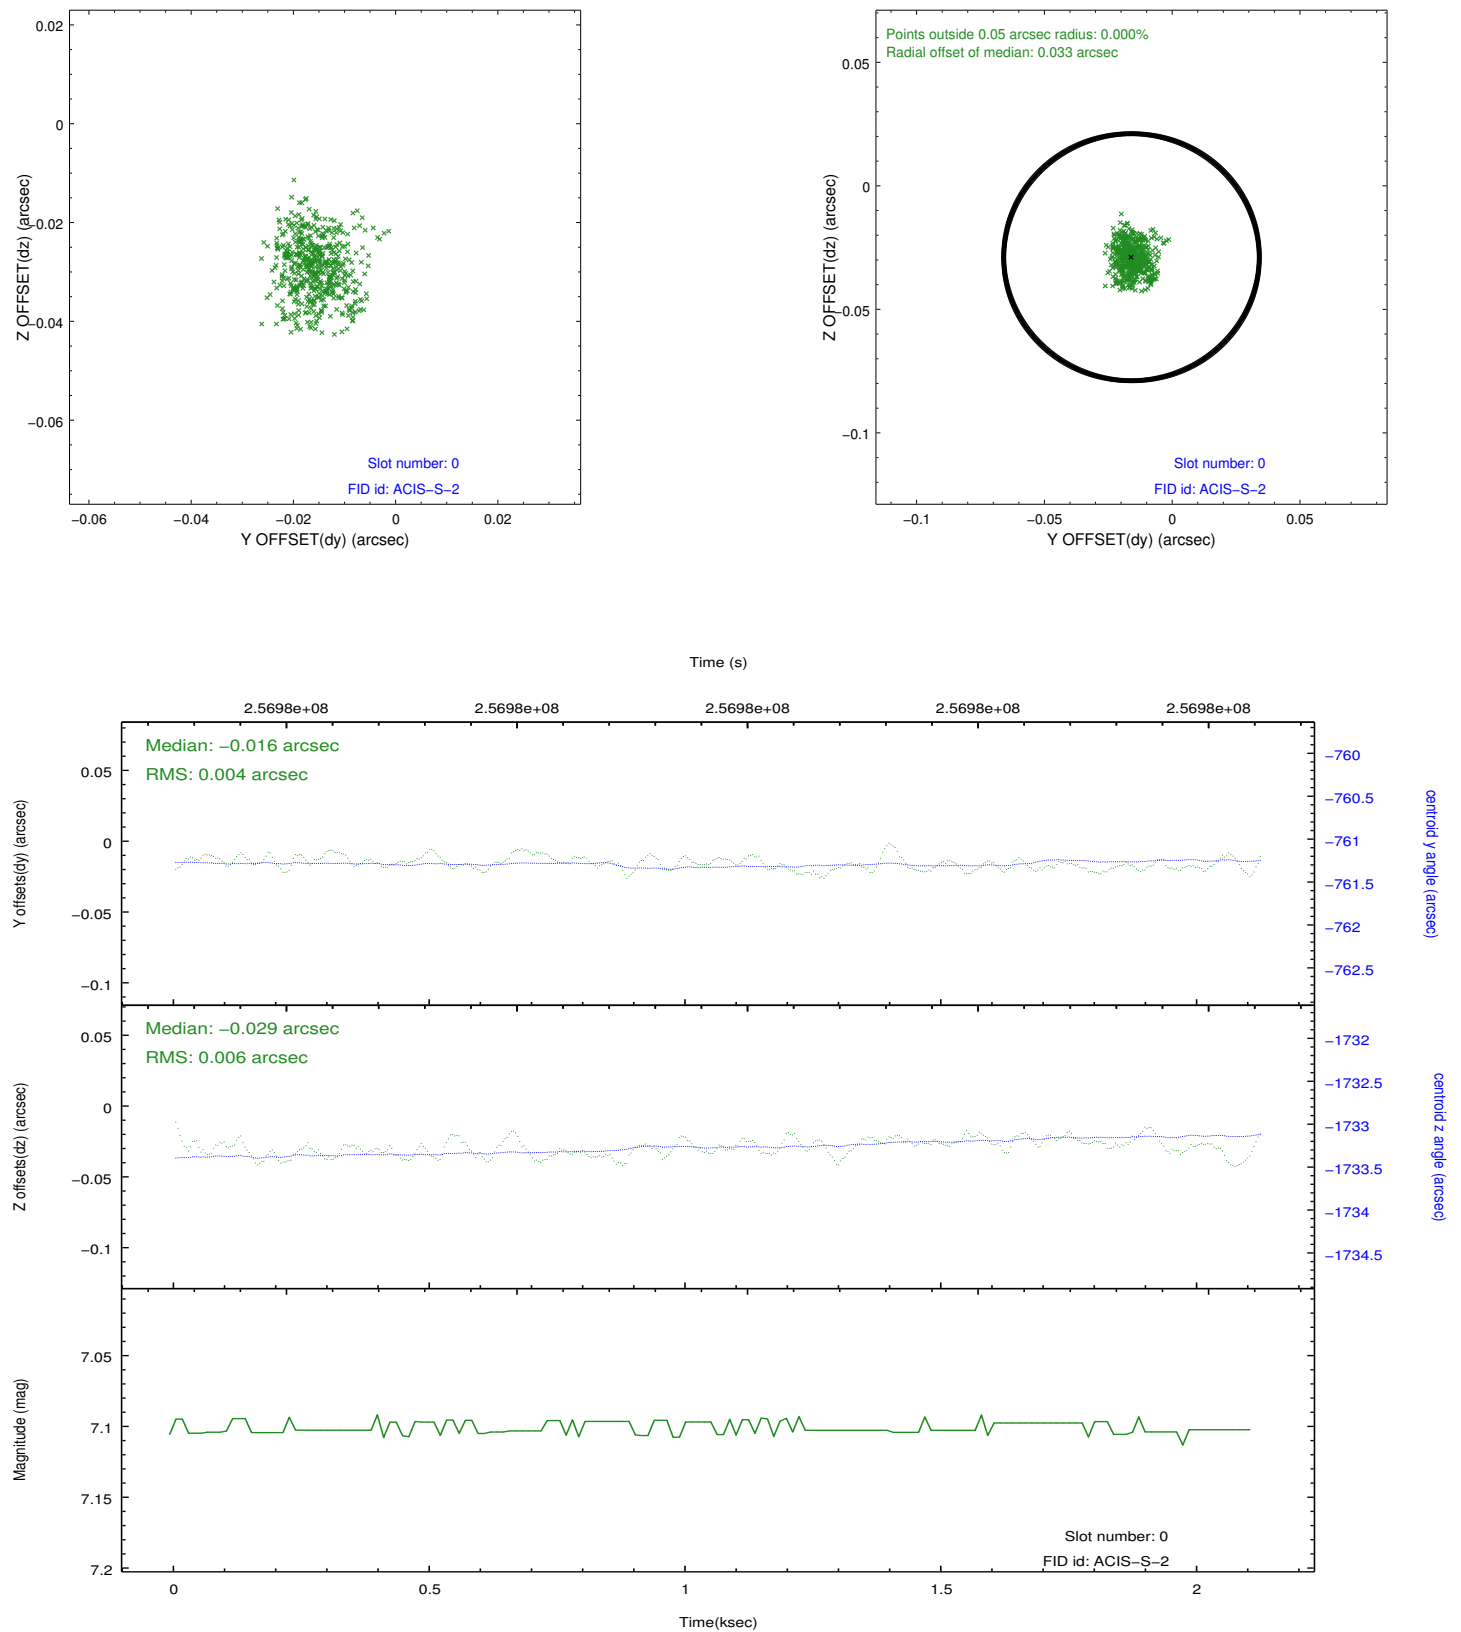 0.02
0
−0.02
−0.04
−0.06
Z OFFSET(dz) (arcsec)
Slot number: 0
FID id: ACIS−S−2
−0.06
−0.04
−0.02
0
0.02
Y OFFSET(dy) (arcsec)
Points outside 0.05 arcsec radius: 0.000%
Radial offset of median: 0.033 arcsec
0.05
0
−0.05
−0.1
Z OFFSET(dz) (arcsec)
Slot number: 0
FID id: ACIS−S−2
−0.1
−0.05
0
0.05
Y OFFSET(dy) (arcsec)
Time (s)
2.5698e+08
2.5698e+08
2.5698e+08
2.5698e+08
2.5698e+08
Median: −0.016 arcsec
RMS: 0.004 arcsec
0.05
0
−0.05
−0.1
Y offsets(dy) (arcsec)
−760
−760.5
−761
−761.5
−762
−762.5
centroid y angle (arcsec)
Median: −0.029 arcsec
RMS: 0.006 arcsec
0.05
0
−0.05
−0.1
Z offsets(dz) (arcsec)
−1732
−1732.5
−1733
−1733.5
−1734
−1734.5
centroid z angle (arcsec)
7.05
7.1
7.15
7.2
Magnitude (mag)
Slot number: 0
FID id: ACIS−S−2
0
0.5
1
1.5
2
Time(ksec)